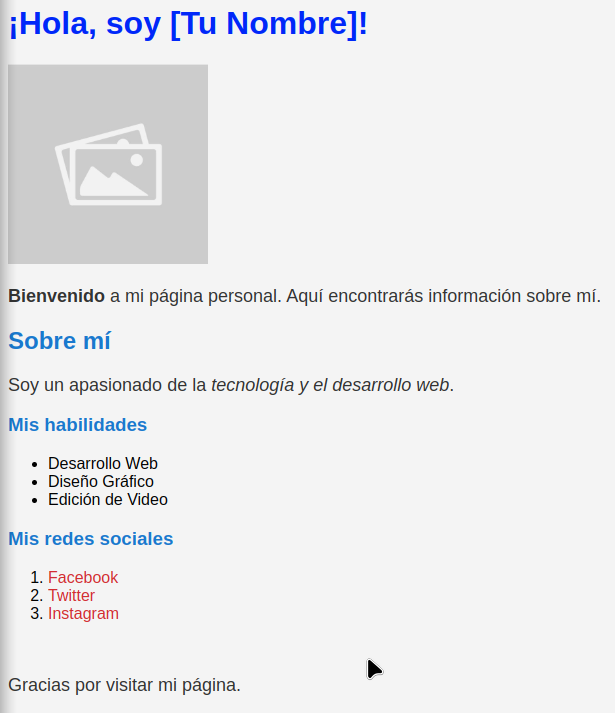 ¡Hola, soy [Tu Nombre]!
Bienvenido a mi página personal. Aquí encontrarás información sobre mí.
Sobre mí
Soy un apasionado de la tecnología y el desarrollo web.
Mis habilidades
• Desarrollo Web
• Diseño Gráfico
• Edición de Video
Mis redes sociales
1. Facebook
2. Twitter
3. Instagram
Gracias por visitar mi página.